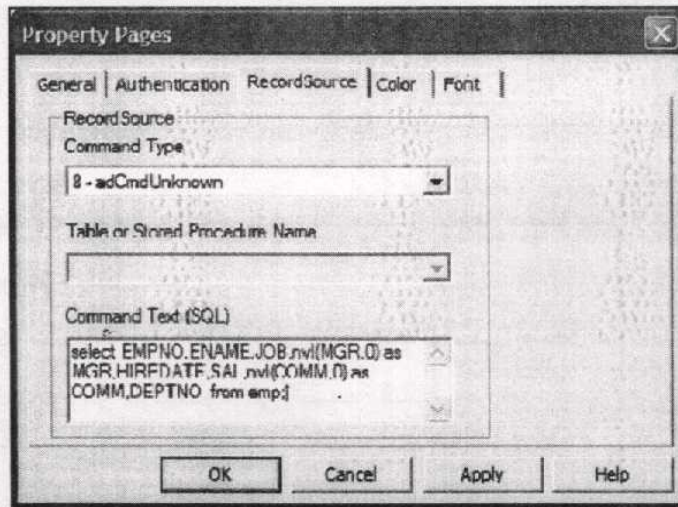 Property Pages
General Authentication RecordSource Color Font
RecordSource
Command Type
8 - adCmdUnknown
Table or Stored Procedure Name
Command Text (SQL)
select EMPNO,ENAME,JOB,nvl(MGR,0) as
MGR,HIREDATE,SAL,nvl(COMM,0) as
COMM,DEPTNO from emp;
OK Cancel Apply Help